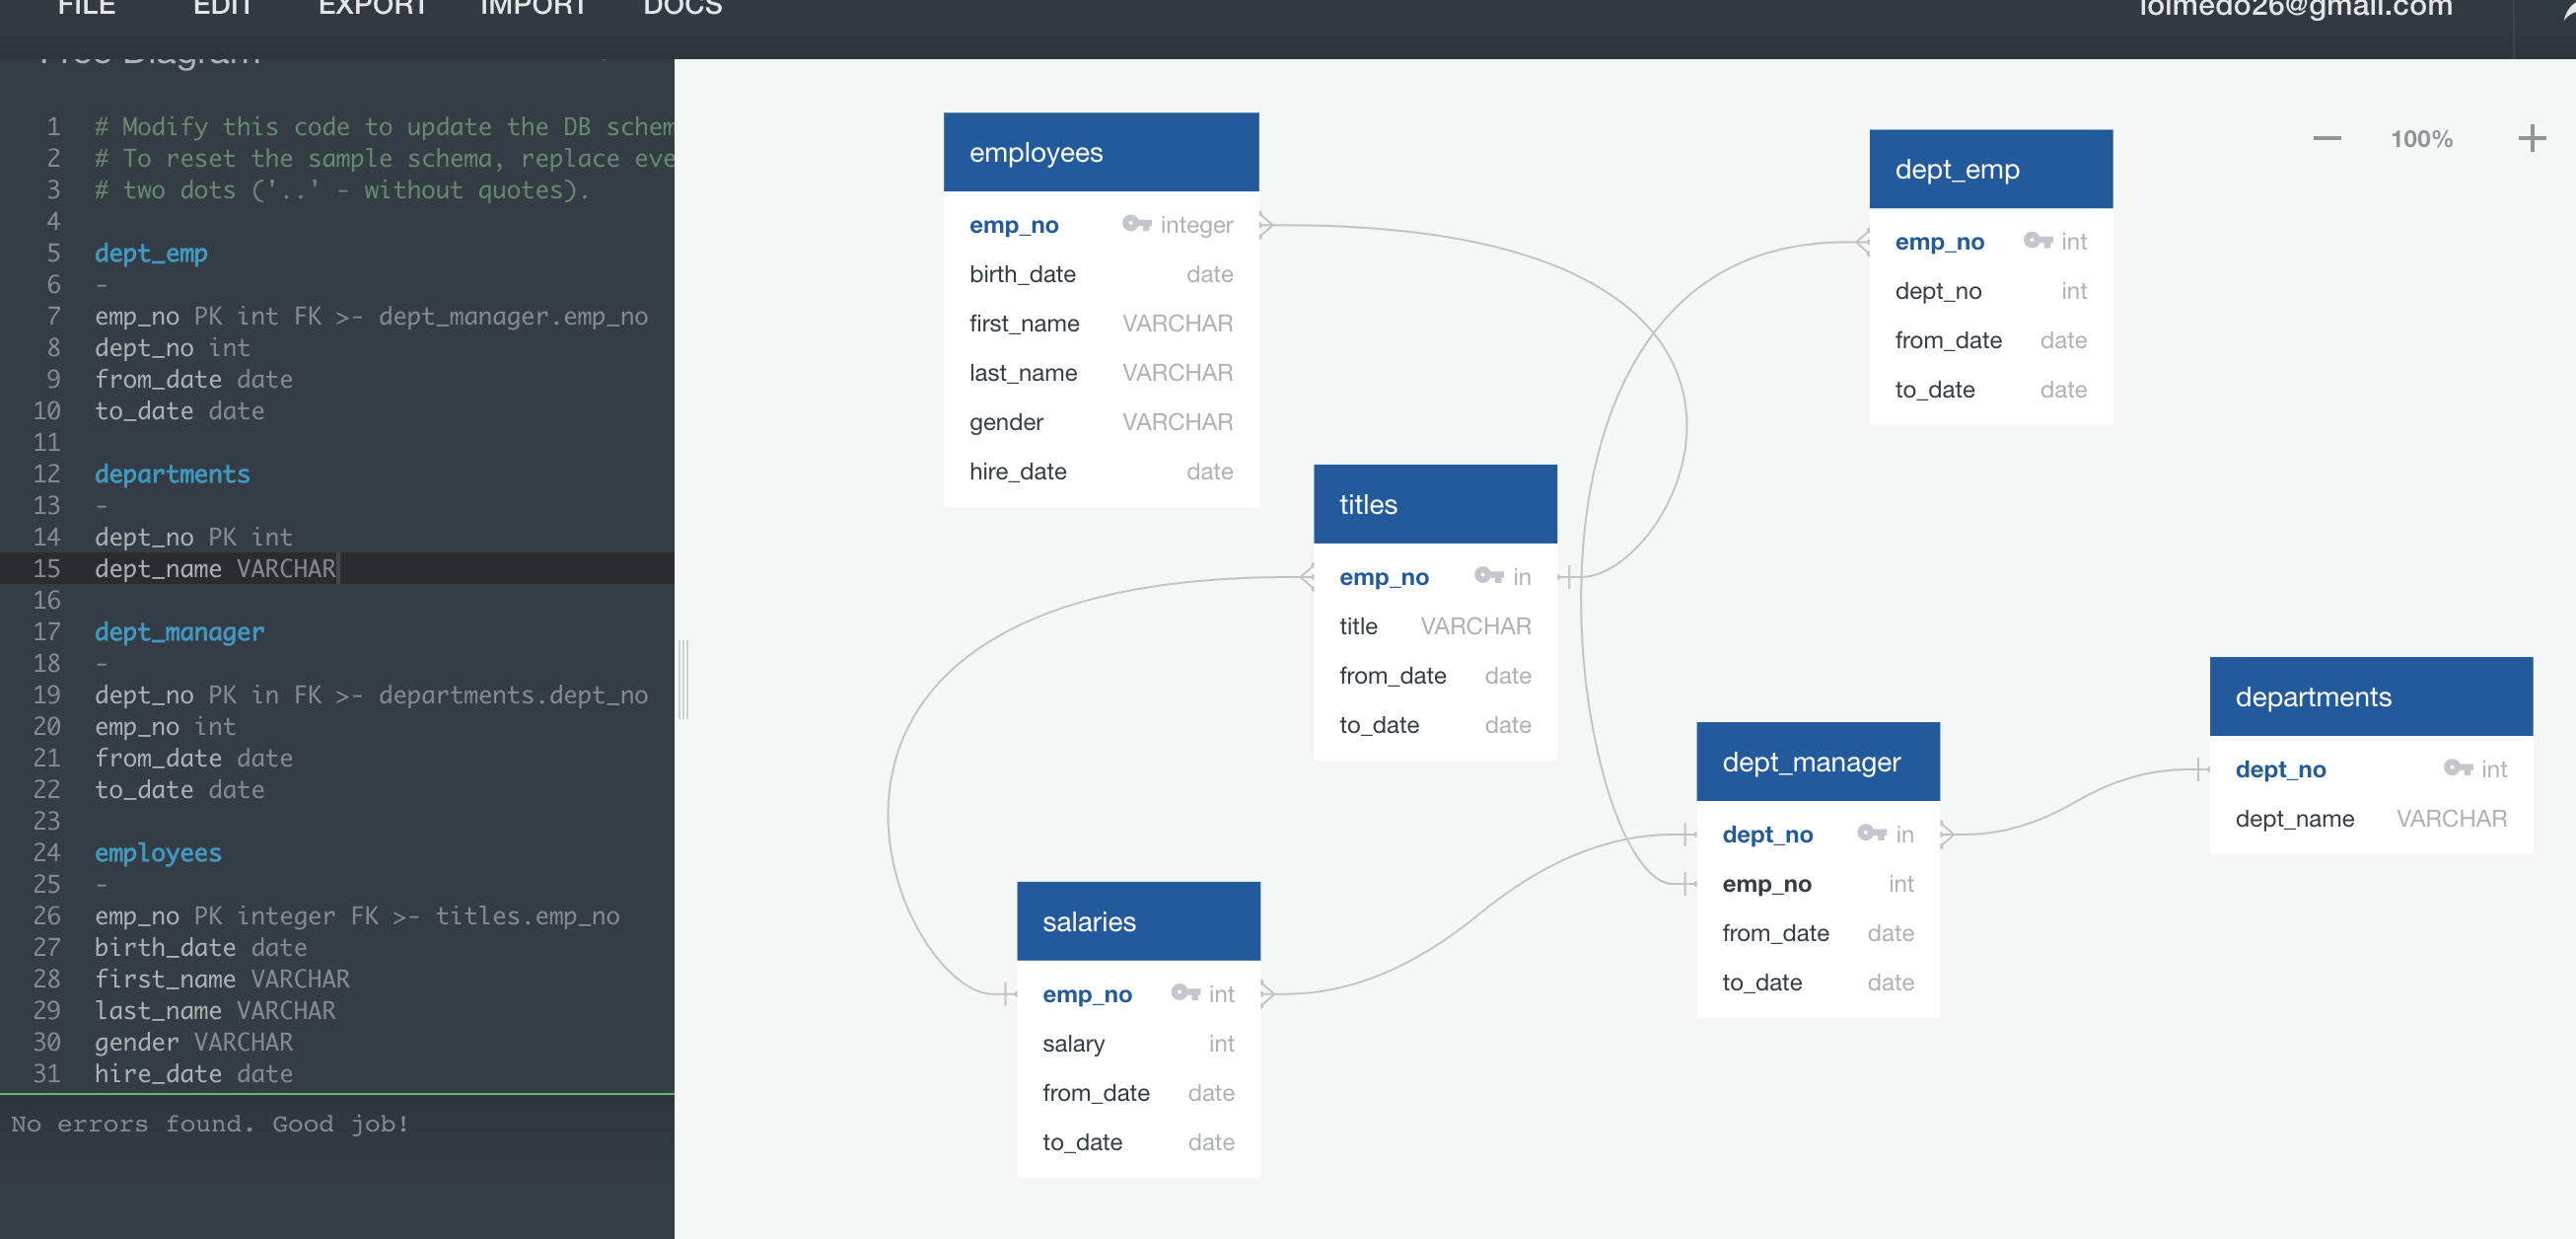 FILE EDIT EXPORT IMPORT DOCS
lolmedo26@gmail.com
Free Diagram
1 # Modify this code to update the DB schem
2 # To reset the sample schema, replace eve
3 # two dots ('..' - without quotes).
4
5 dept_emp
6 -
7 emp_no PK int FK >- dept_manager.emp_no
8 dept_no int
9 from_date date
10 to_date date
11
12 departments
13 -
14 dept_no PK int
15 dept_name VARCHAR
16
17 dept_manager
18 -
19 dept_no PK in FK >- departments.dept_no
20 emp_no int
21 from_date date
22 to_date date
23
24 employees
25 -
26 emp_no PK integer FK >- titles.emp_no
27 birth_date date
28 first_name VARCHAR
29 last_name VARCHAR
30 gender VARCHAR
31 hire_date date
No errors found. Good job!
employees
emp_no integer
birth_date date
first_name VARCHAR
last_name VARCHAR
gender VARCHAR
hire_date date
dept_emp
emp_no int
dept_no int
from_date date
to_date date
100%
titles
emp_no in
title VARCHAR
from_date date
to_date date
departments
dept_no int
dept_name VARCHAR
dept_manager
dept_no in
emp_no int
from_date date
to_date date
salaries
emp_no int
salary int
from_date date
to_date date